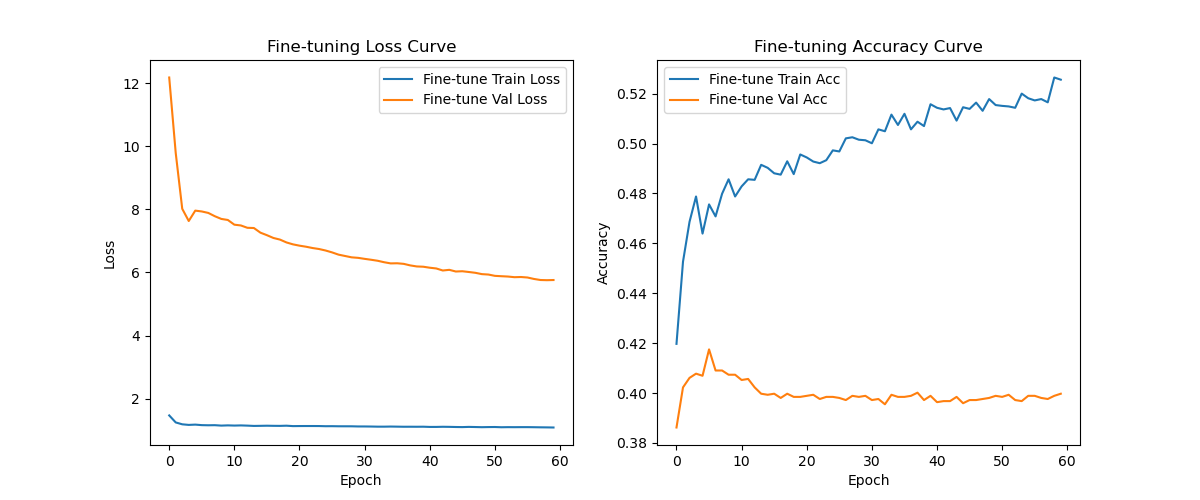 Fine-tuning Loss Curve
Fine-tune Train Loss
Fine-tune Val Loss
12
10
8
6
4
2
Loss
0
10
20
30
40
50
60
Epoch
Fine-tuning Accuracy Curve
Fine-tune Train Acc
Fine-tune Val Acc
0.52
0.50
0.48
0.46
0.44
0.42
0.40
0.38
Accuracy
0
10
20
30
40
50
60
Epoch